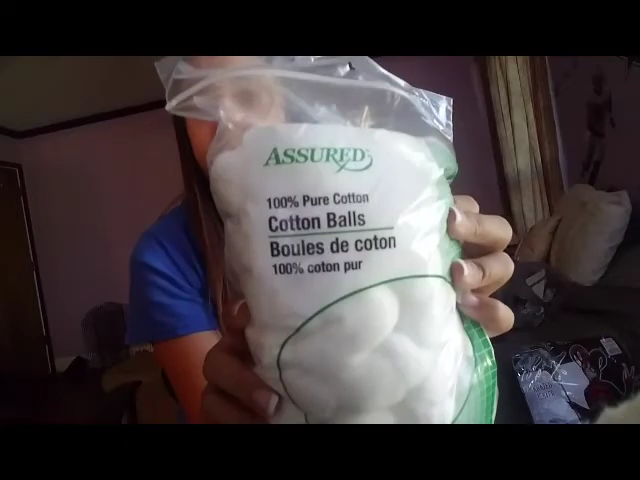 ASSURED
100% Pure Cotton
Cotton Balls
Boules de coton
100% coton pur